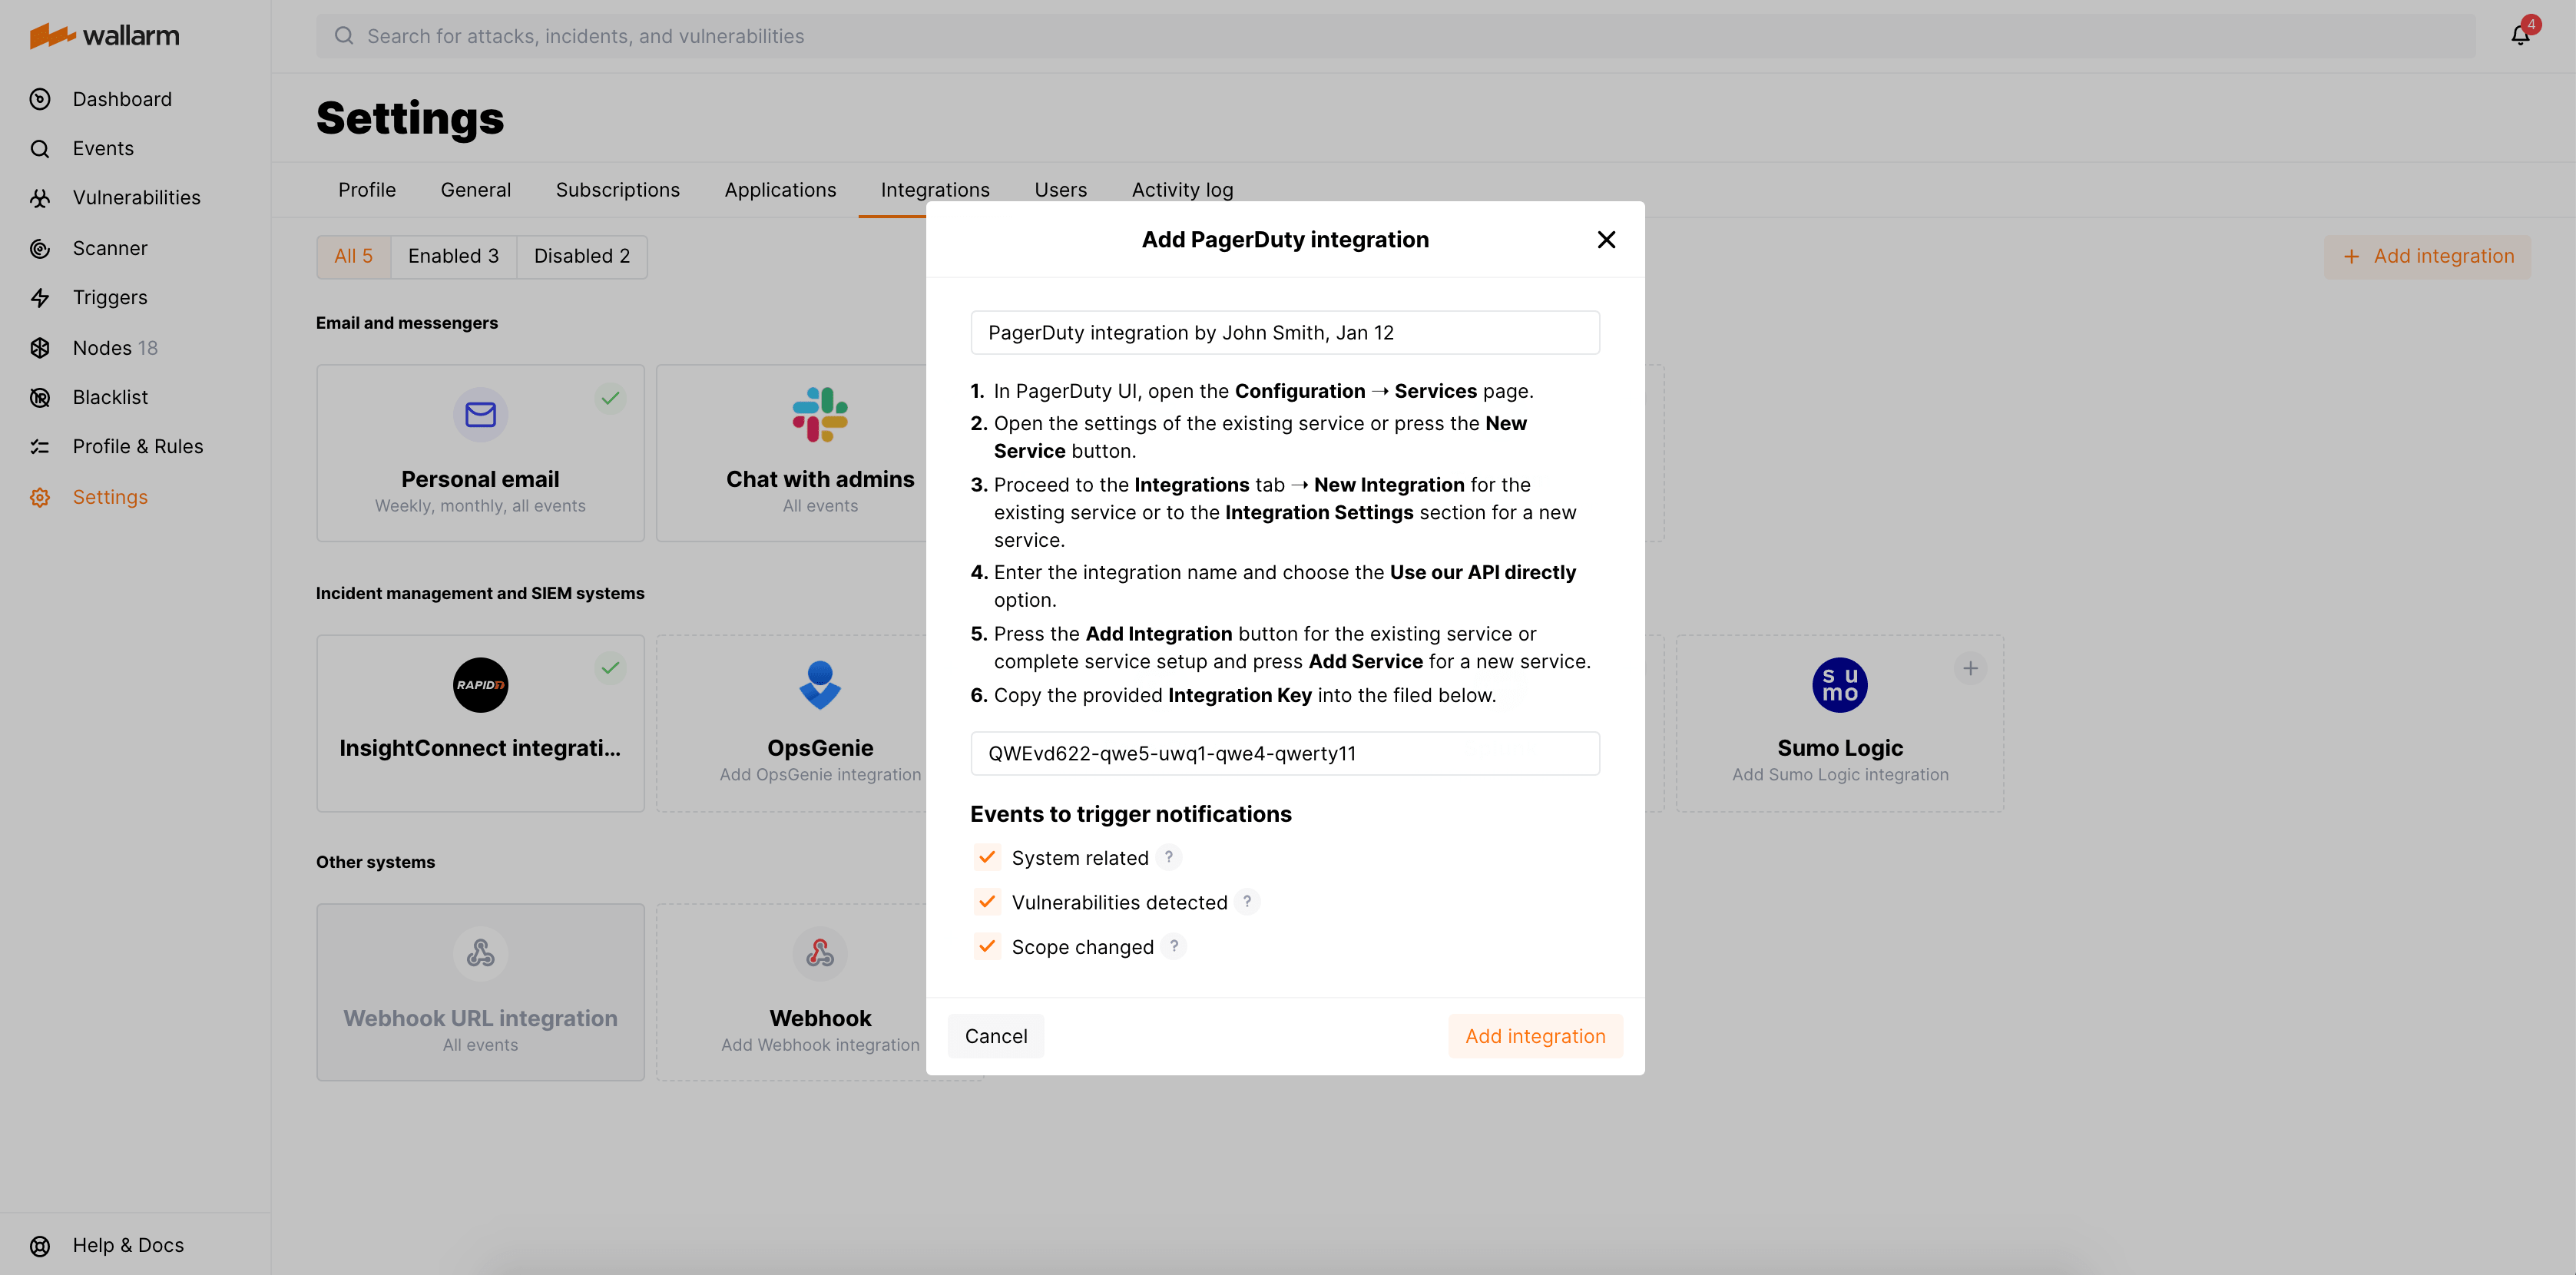 wallarm
Search for attacks, incidents, and vulnerabilities
4
Dashboard
Events
Vulnerabilities
Scanner
Triggers
Nodes 18
Blacklist
Profile & Rules
Settings
Help & Docs
Settings
Profile
General
Subscriptions
Applications
Integrations
Users
Activity log
All 5
Enabled 3
Disabled 2
+ Add integration
Email and messengers
Personal email
Weekly, monthly, all events
Chat with admins
All events
Incident management and SIEM systems
RAPID7
InsightConnect integrati...
OpsGenie
Add OpsGenie integration
su
mo
Sumo Logic
Add Sumo Logic integration
Other systems
Webhook URL integration
All events
Webhook
Add Webhook integration
Add PagerDuty integration
PagerDuty integration by John Smith, Jan 12
1. In PagerDuty UI, open the Configuration → Services page.
2. Open the settings of the existing service or press the New
Service button.
3. Proceed to the Integrations tab → New Integration for the
existing service or to the Integration Settings section for a new
service.
4. Enter the integration name and choose the Use our API directly
option.
5. Press the Add Integration button for the existing service or
complete service setup and press Add Service for a new service.
6. Copy the provided Integration Key into the filed below.
QWEvd622-qwe5-uwq1-qwe4-qwerty11
Events to trigger notifications
System related ?
Vulnerabilities detected ?
Scope changed ?
Cancel
Add integration